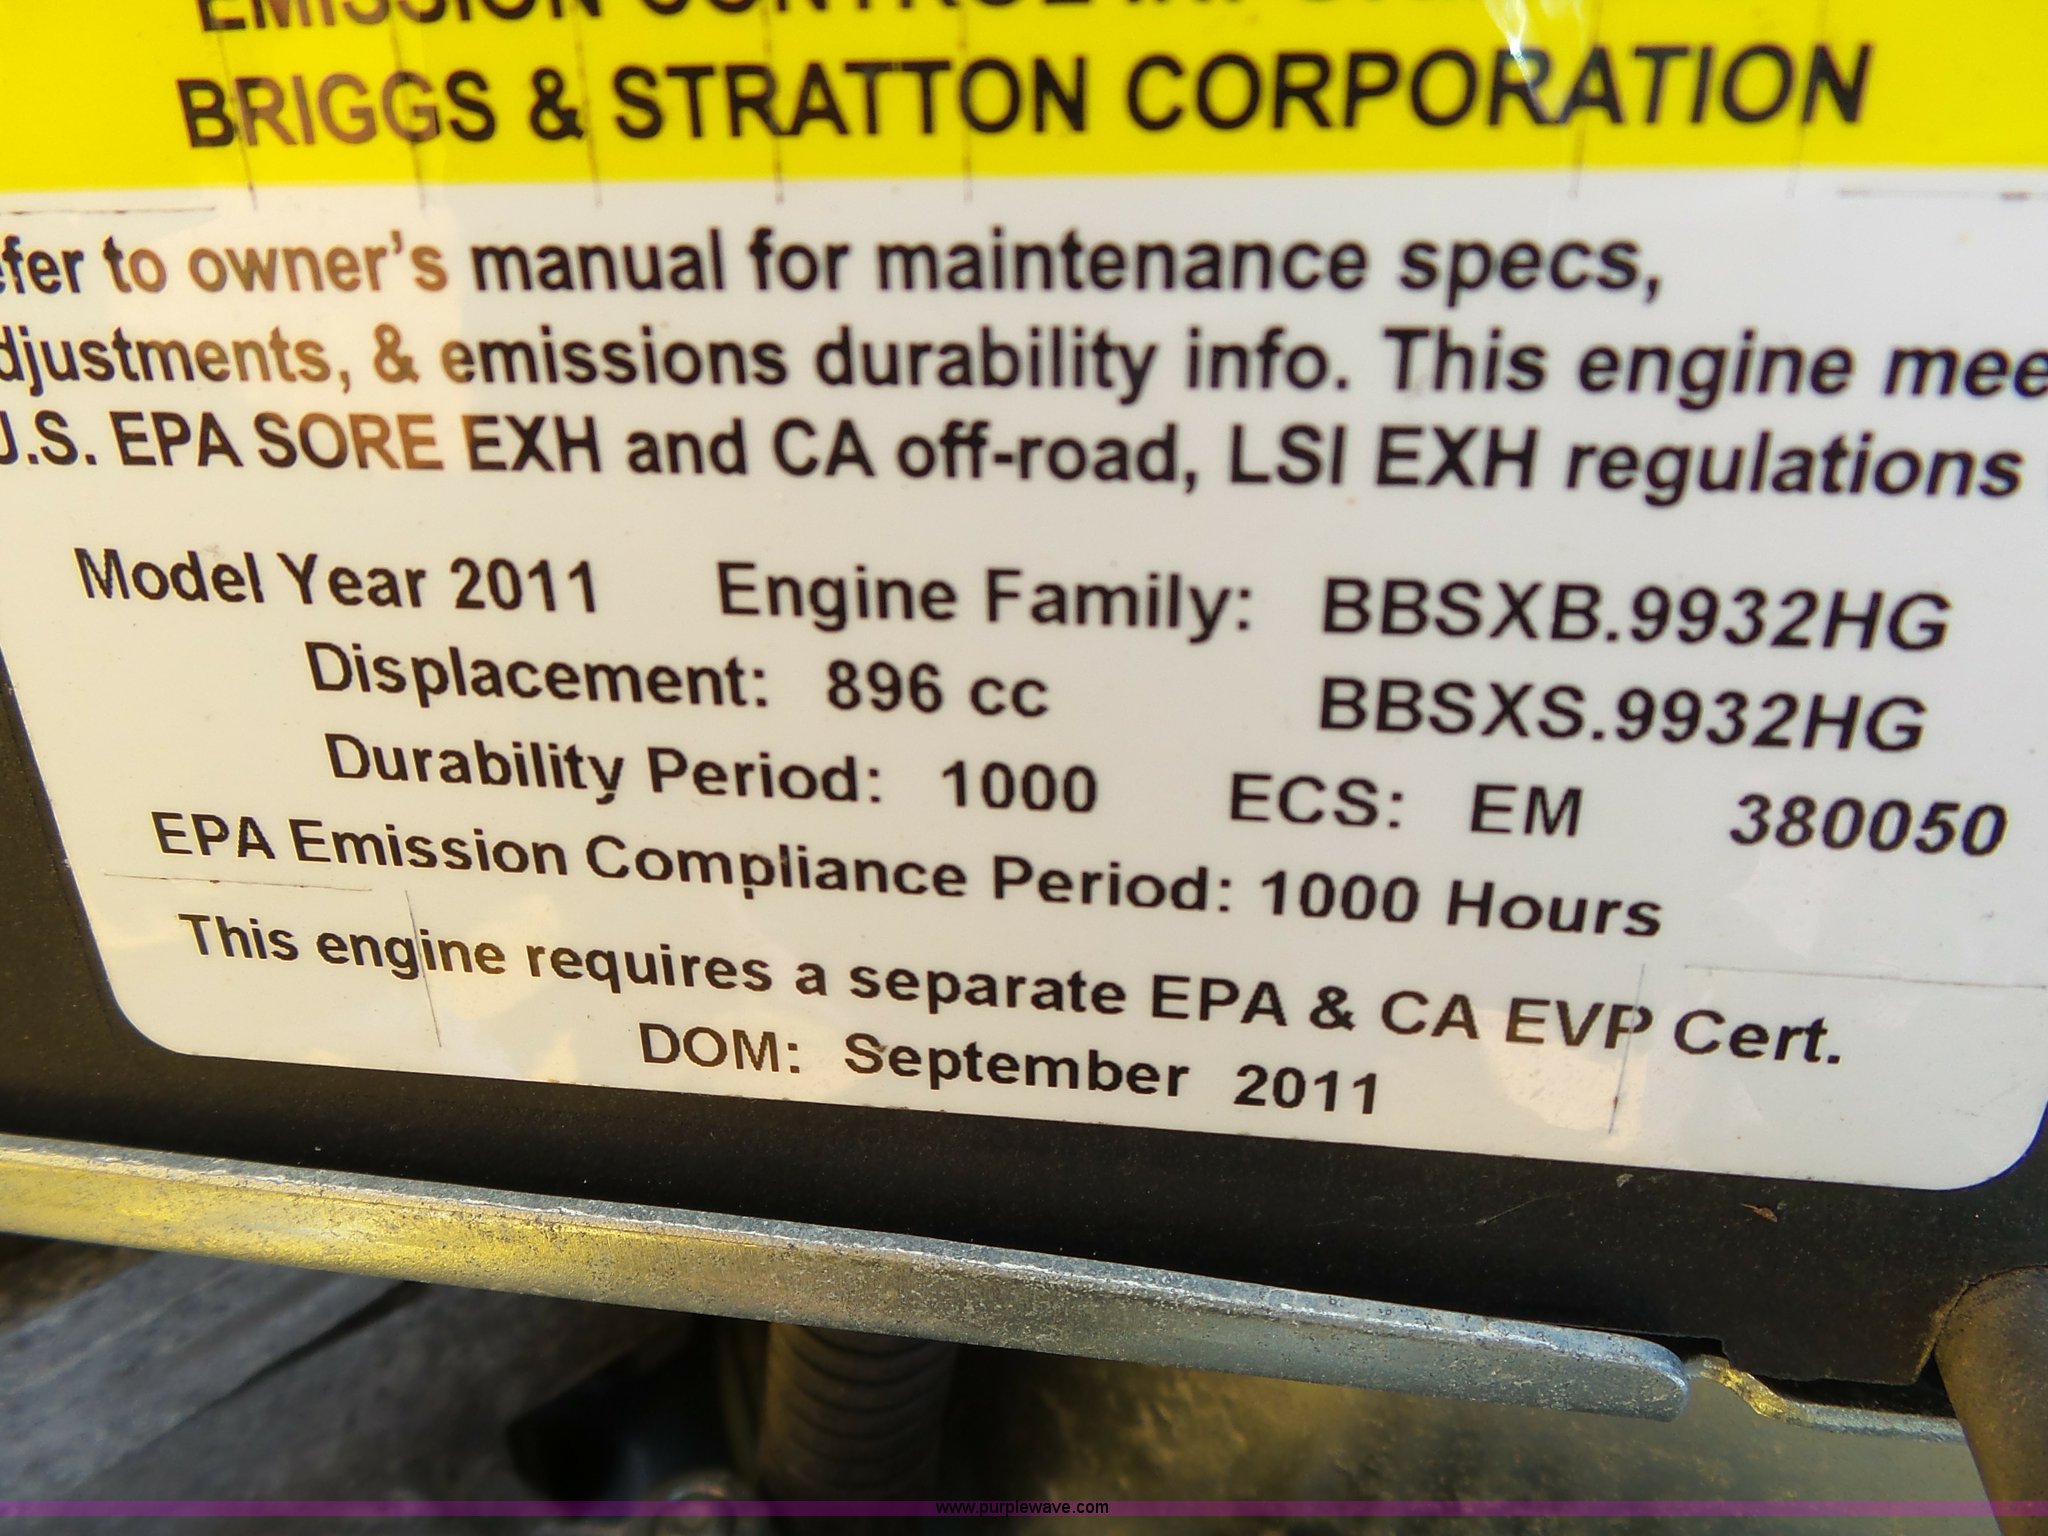 EMISSION CONTROL
BRIGGS & STRATTON CORPORATION
efer to owner's manual for maintenance specs,
djustments, & emissions durability info. This engine mee
U.S. EPA SORE EXH and CA off-road, LSI EXH regulations
Model Year 2011 Engine Family: BBSXB.9932HG
Displacement: 896 cc BBSXS.9932HG
Durability Period: 1000 ECS: EM 380050
EPA Emission Compliance Period: 1000 Hours
This engine requires a separate EPA & CA EVP Cert.
DOM: September 2011
www.purplewave.com